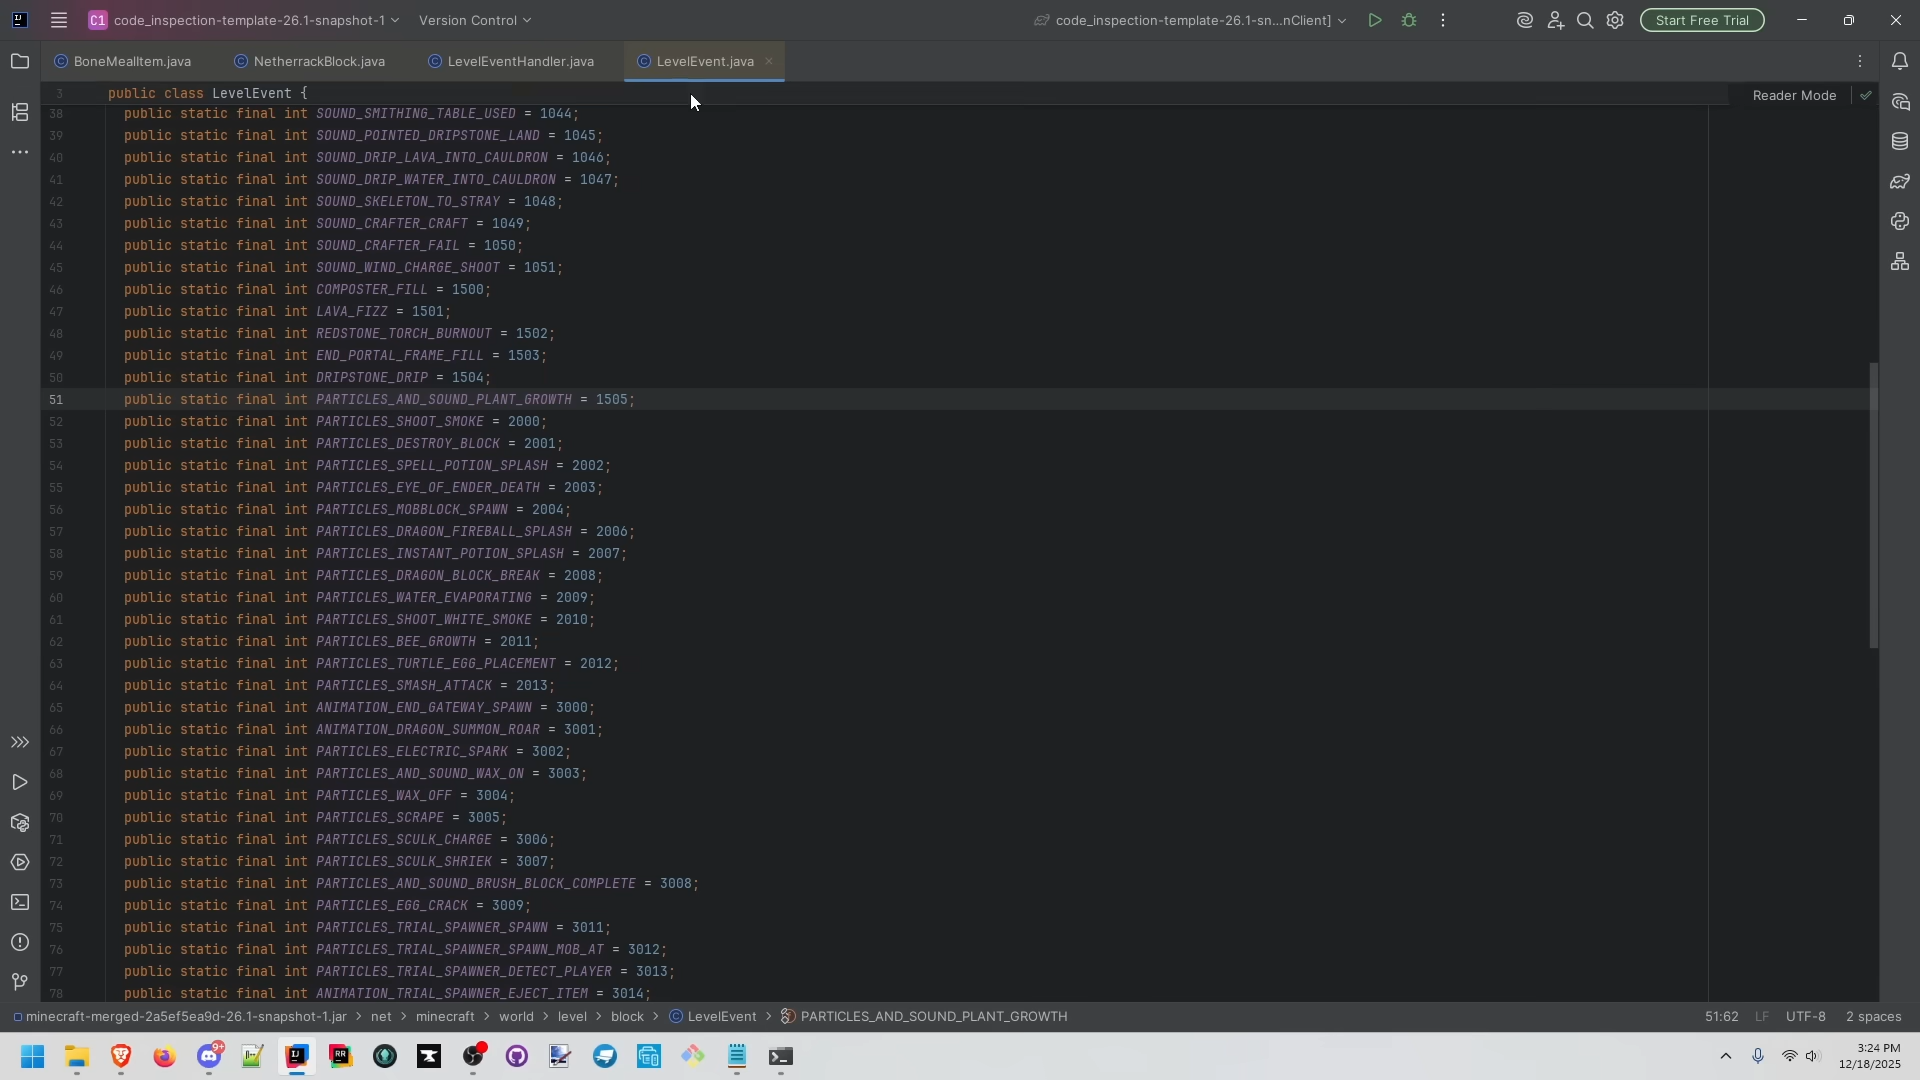 C1 code_inspection-template-26.1-snapshot-1 Version Control code_inspection-template-26.1-sn...nClient] Start Free Trial
BoneMealItem.java NetherrackBlock.java LevelEventHandler.java LevelEvent.java
3 public class LevelEvent { Reader Mode
38 public static final int SOUND_SMITHING_TABLE_USED = 1044;
39 public static final int SOUND_POINTED_DRIPSTONE_LAND = 1045;
40 public static final int SOUND_DRIP_LAVA_INTO_CAULDRON = 1046;
41 public static final int SOUND_DRIP_WATER_INTO_CAULDRON = 1047;
42 public static final int SOUND_SKELETON_TO_STRAY = 1048;
43 public static final int SOUND_CRAFTER_CRAFT = 1049;
44 public static final int SOUND_CRAFTER_FAIL = 1050;
45 public static final int SOUND_WIND_CHARGE_SHOOT = 1051;
46 public static final int COMPOSTER_FILL = 1500;
47 public static final int LAVA_FIZZ = 1501;
48 public static final int REDSTONE_TORCH_BURNOUT = 1502;
49 public static final int END_PORTAL_FRAME_FILL = 1503;
50 public static final int DRIPSTONE_DRIP = 1504;
51 public static final int PARTICLES_AND_SOUND_PLANT_GROWTH = 1505;
52 public static final int PARTICLES_SHOOT_SMOKE = 2000;
53 public static final int PARTICLES_DESTROY_BLOCK = 2001;
54 public static final int PARTICLES_SPELL_POTION_SPLASH = 2002;
55 public static final int PARTICLES_EYE_OF_ENDER_DEATH = 2003;
56 public static final int PARTICLES_MOBBLOCK_SPAWN = 2004;
57 public static final int PARTICLES_DRAGON_FIREBALL_SPLASH = 2006;
58 public static final int PARTICLES_INSTANT_POTION_SPLASH = 2007;
59 public static final int PARTICLES_DRAGON_BLOCK_BREAK = 2008;
60 public static final int PARTICLES_WATER_EVAPORATING = 2009;
61 public static final int PARTICLES_SHOOT_WHITE_SMOKE = 2010;
62 public static final int PARTICLES_BEE_GROWTH = 2011;
63 public static final int PARTICLES_TURTLE_EGG_PLACEMENT = 2012;
64 public static final int PARTICLES_SMASH_ATTACK = 2013;
65 public static final int ANIMATION_END_GATEWAY_SPAWN = 3000;
66 public static final int ANIMATION_DRAGON_SUMMON_ROAR = 3001;
67 public static final int PARTICLES_ELECTRIC_SPARK = 3002;
68 public static final int PARTICLES_AND_SOUND_WAX_ON = 3003;
69 public static final int PARTICLES_WAX_OFF = 3004;
70 public static final int PARTICLES_SCRAPE = 3005;
71 public static final int PARTICLES_SCULK_CHARGE = 3006;
72 public static final int PARTICLES_SCULK_SHRIEK = 3007;
73 public static final int PARTICLES_AND_SOUND_BRUSH_BLOCK_COMPLETE = 3008;
74 public static final int PARTICLES_EGG_CRACK = 3009;
75 public static final int PARTICLES_TRIAL_SPAWNER_SPAWN = 3011;
76 public static final int PARTICLES_TRIAL_SPAWNER_SPAWN_MOB_AT = 3012;
77 public static final int PARTICLES_TRIAL_SPAWNER_DETECT_PLAYER = 3013;
78 public static final int ANIMATION_TRIAL_SPAWNER_EJECT_ITEM = 3014;
minecraft-merged-2a5ef5ea9d-26.1-snapshot-1.jar > net > minecraft > world > level > block > LevelEvent > PARTICLES_AND_SOUND_PLANT_GROWTH 51:62 LF UTF-8 2 spaces
9+ IJ RR 3:24 PM
12/18/2025